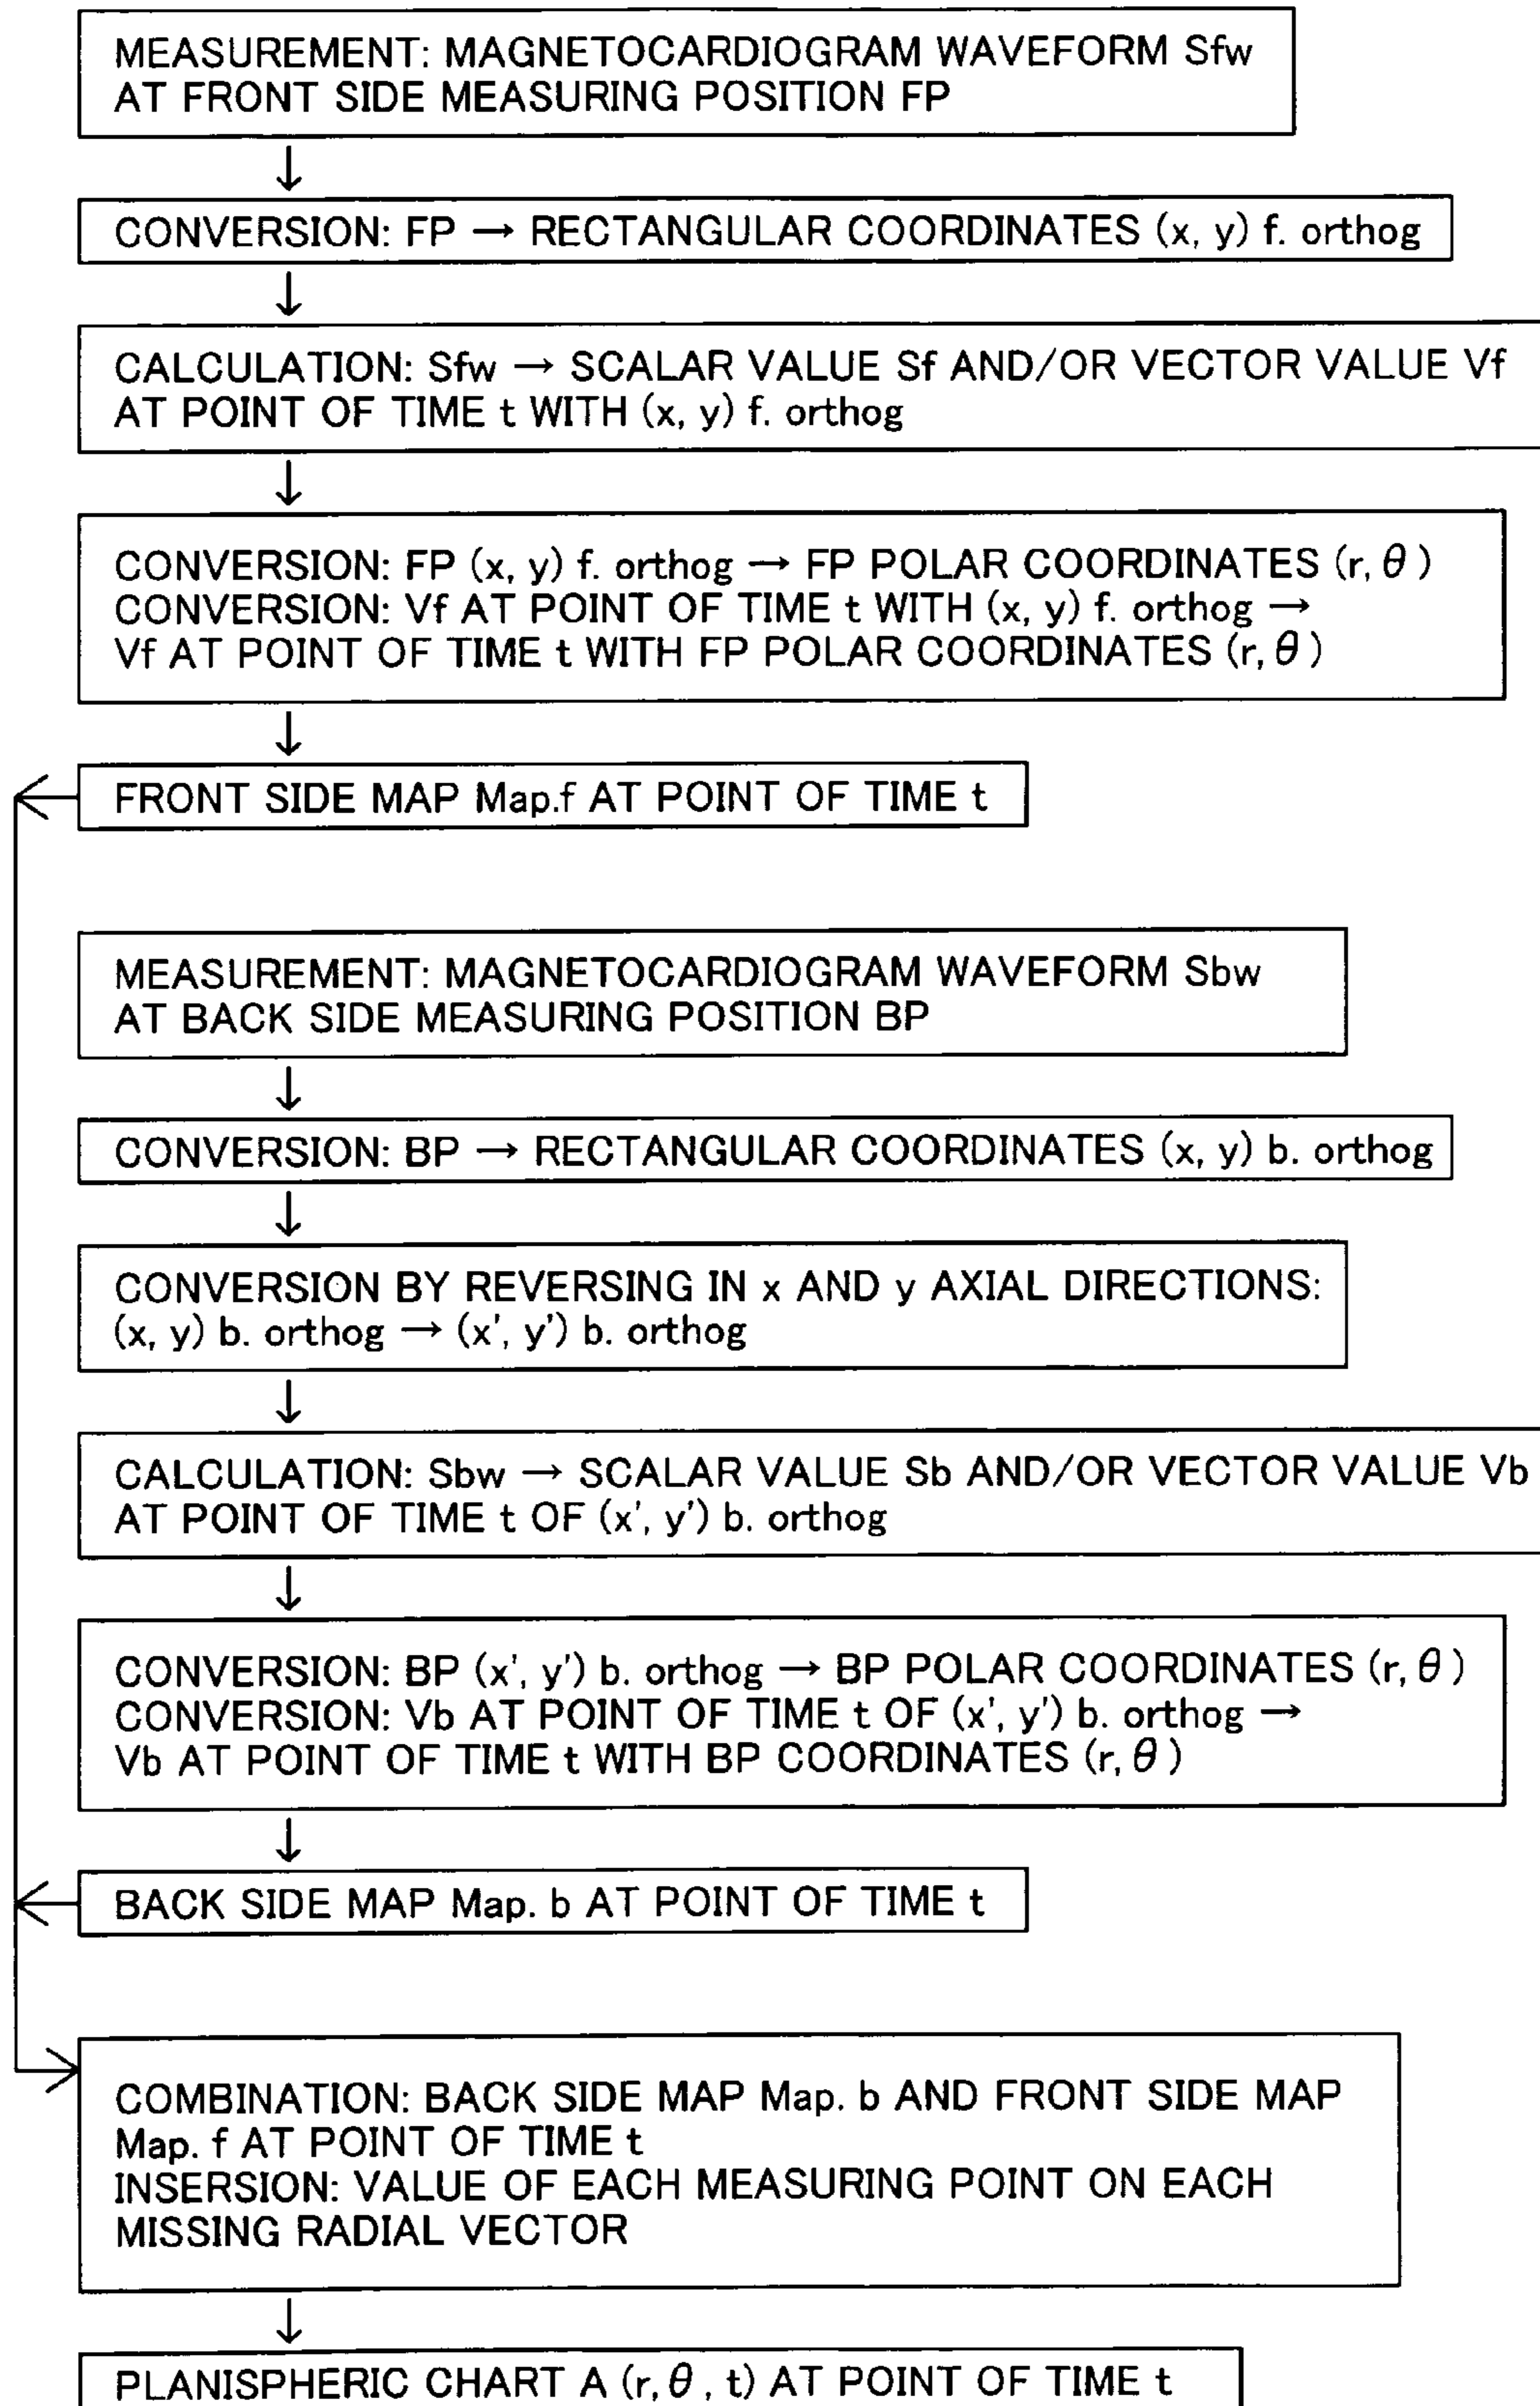 MEASUREMENT: MAGNETOCARDIOGRAM WAVEFORM Sfw
AT FRONT SIDE MEASURING POSITION FP
CONVERSION: FP → RECTANGULAR COORDINATES (x, y) f. orthog
CALCULATION: Sfw → SCALAR VALUE Sf AND/OR VECTOR VALUE Vf
AT POINT OF TIME t WITH (x, y) f. orthog
CONVERSION: FP (x, y) f. orthog → FP POLAR COORDINATES (r, θ)
CONVERSION: Vf AT POINT OF TIME t WITH (x, y) f. orthog →
Vf AT POINT OF TIME t WITH FP POLAR COORDINATES (r, θ)
FRONT SIDE MAP Map.f AT POINT OF TIME t
MEASUREMENT: MAGNETOCARDIOGRAM WAVEFORM Sbw
AT BACK SIDE MEASURING POSITION BP
CONVERSION: BP → RECTANGULAR COORDINATES (x, y) b. orthog
CONVERSION BY REVERSING IN x AND y AXIAL DIRECTIONS:
(x, y) b. orthog → (x', y') b. orthog
CALCULATION: Sbw → SCALAR VALUE Sb AND/OR VECTOR VALUE Vb
AT POINT OF TIME t OF (x', y') b. orthog
CONVERSION: BP (x', y') b. orthog → BP POLAR COORDINATES (r, θ)
CONVERSION: Vb AT POINT OF TIME t OF (x', y') b. orthog →
Vb AT POINT OF TIME t WITH BP COORDINATES (r, θ)
BACK SIDE MAP Map. b AT POINT OF TIME t
COMBINATION: BACK SIDE MAP Map. b AND FRONT SIDE MAP
Map. f AT POINT OF TIME t
INSERSION: VALUE OF EACH MEASURING POINT ON EACH
MISSING RADIAL VECTOR
PLANISPHERIC CHART A (r, θ, t) AT POINT OF TIME t